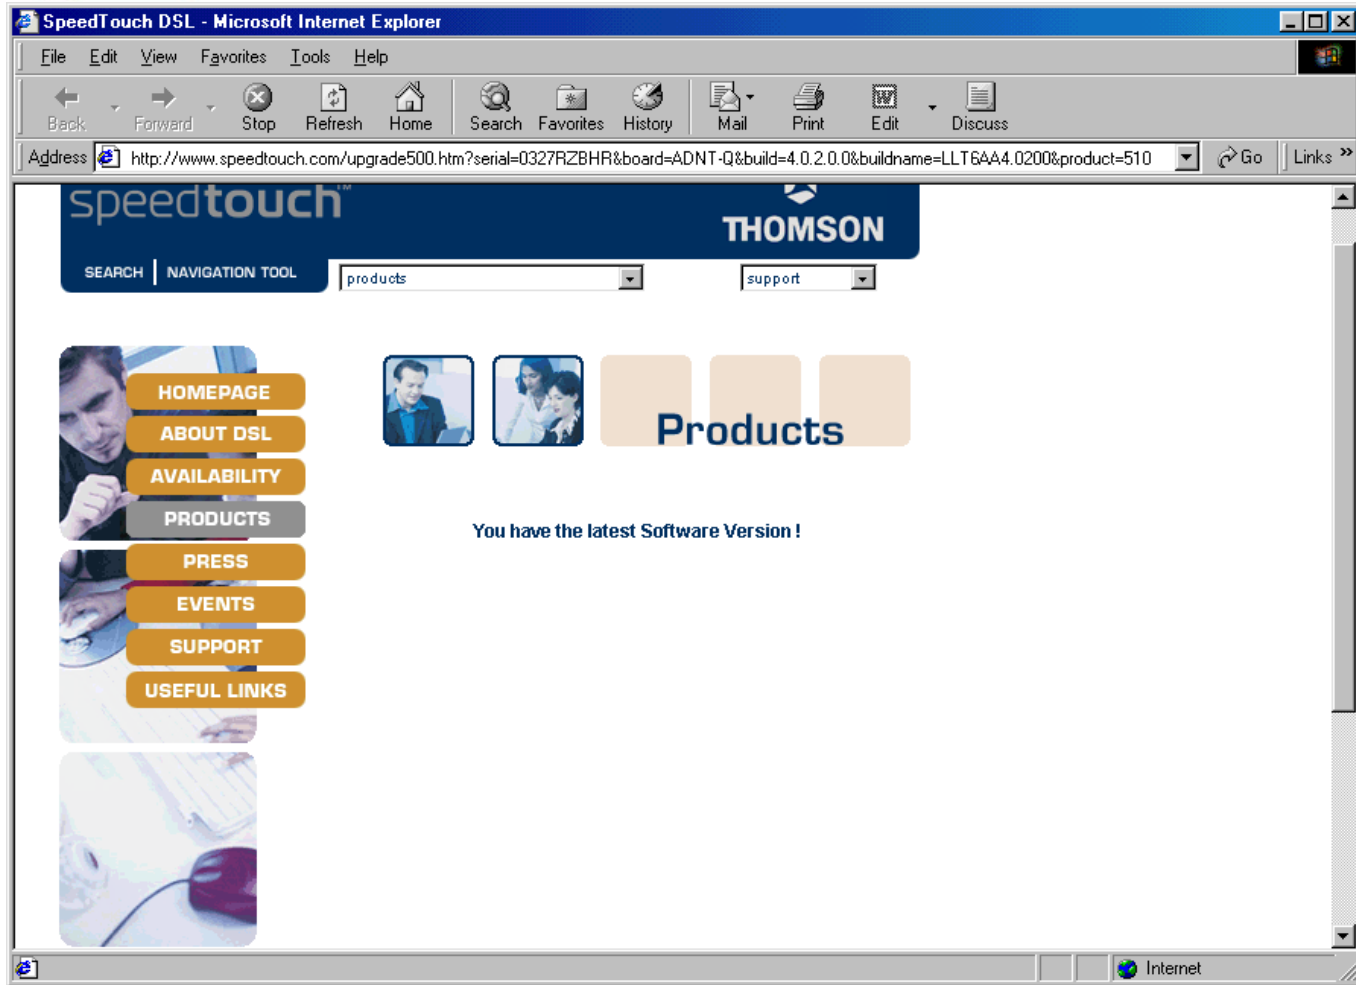 SpeedTouch DSL - Microsoft Internet Explorer
File Edit View Favorites Tools Help
Back Forward Stop Refresh Home Search Favorites History Mail Print Edit Discuss
Address http://www.speedtouch.com/upgrade500.htm?serial=0327RZBHR&board=ADNT-Q&build=4.0.2.0.0&buildname=LLT6AA4.0200&product=510 Go Links »
speedtouch™
THOMSON
SEARCH NAVIGATION TOOL products support
HOMEPAGE
ABOUT DSL
AVAILABILITY
PRODUCTS
PRESS
EVENTS
SUPPORT
USEFUL LINKS
Products
You have the latest Software Version !
Internet